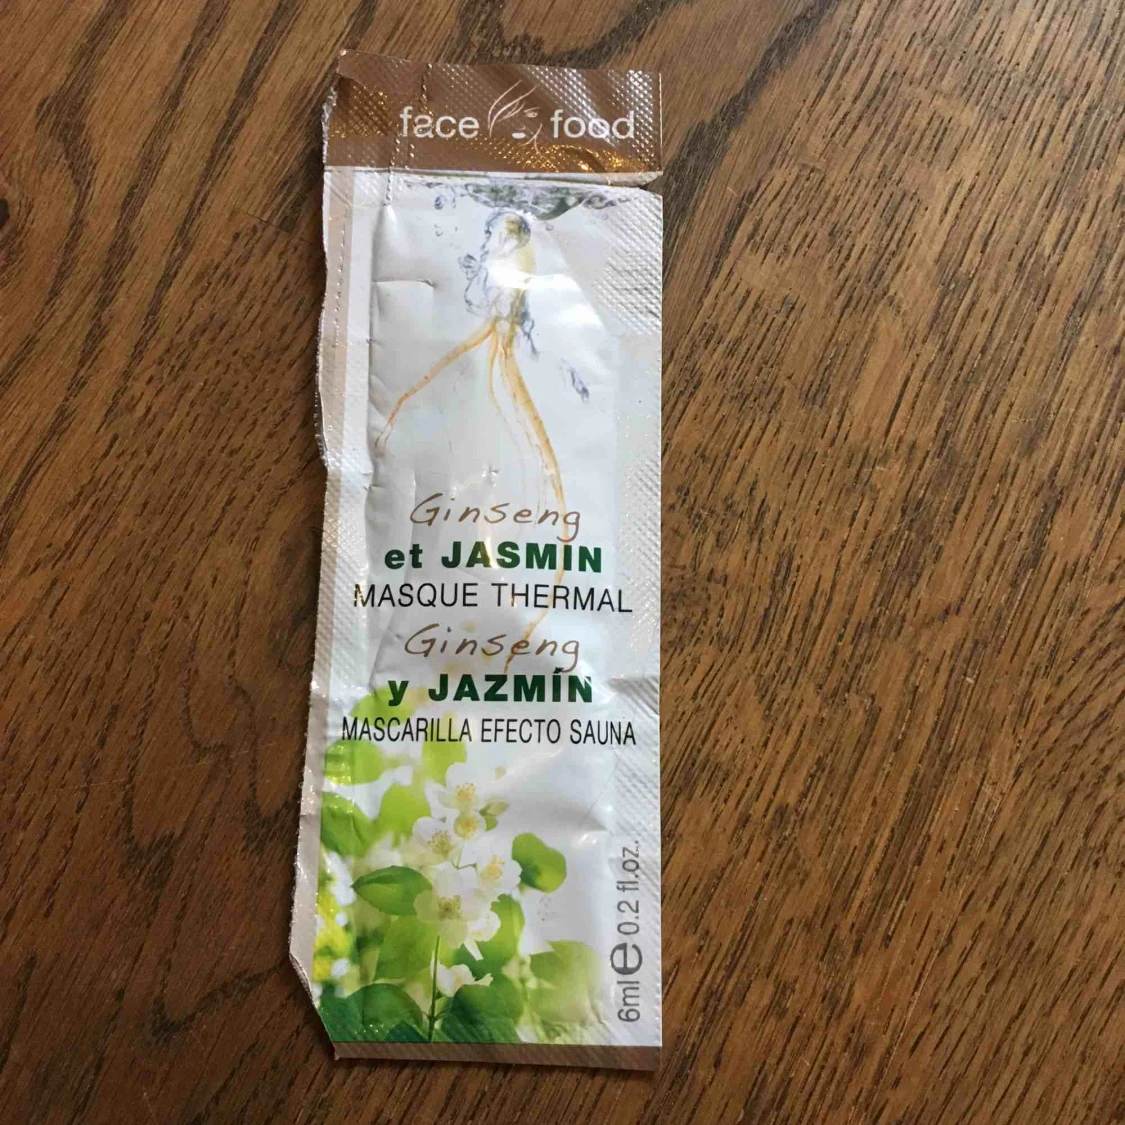 face food
Ginseng
et JASMIN
MASQUE THERMAL
Ginseng
y JAZMÍN
MASCARILLA EFECTO SAUNA
6ml e 0.2 fl.oz.